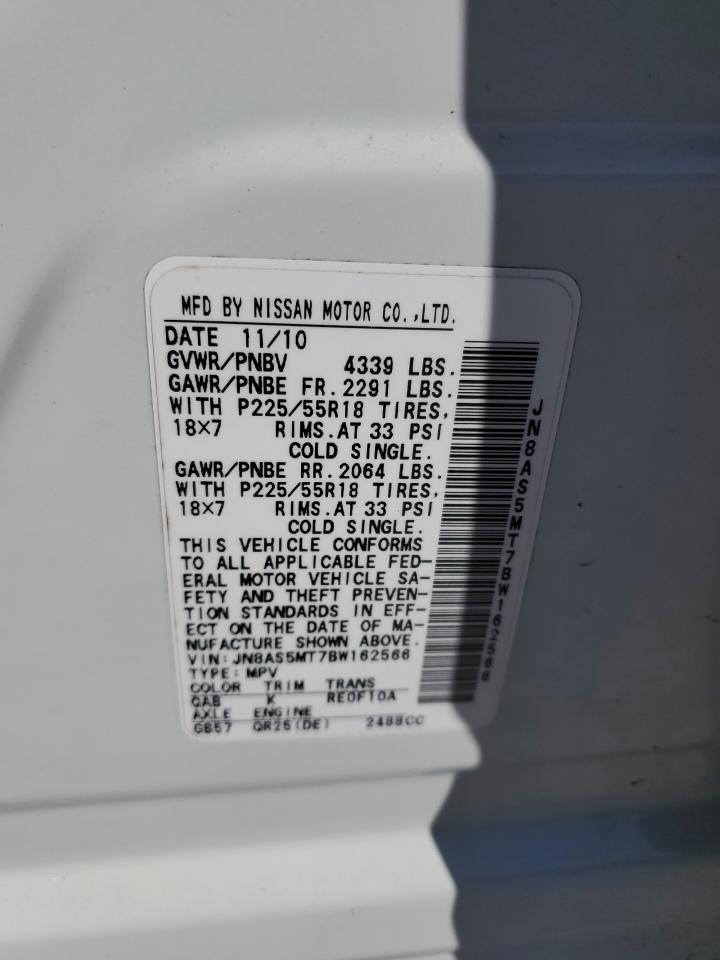 MFD BY NISSAN MOTOR CO.,LTD.
DATE 11/10
GVWR/PNBV 4339 LBS.
GAWR/PNBE FR.2291 LBS.
WITH P225/55R18 TIRES,
18×7 RIMS.AT 33 PSI
COLD SINGLE.
GAWR/PNBE RR.2064 LBS.
WITH P225/55R18 TIRES,
18×7 RIMS.AT 33 PSI
COLD SINGLE.
THIS VEHICLE CONFORMS
TO ALL APPLICABLE FED-
ERAL MOTOR VEHICLE SA-
FETY AND THEFT PREVEN-
TION STANDARDS IN EFF-
ECT ON THE DATE OF MA-
NUFACTURE SHOWN ABOVE.
VIN:JN8AS5MT7BW162566
TYPE:MPV
COLOR TRIM TRANS
QAB K RE0F10A
AXLE ENGINE
GB57 QR25(DE) 2488CC
JN8AS5MT7BW162566